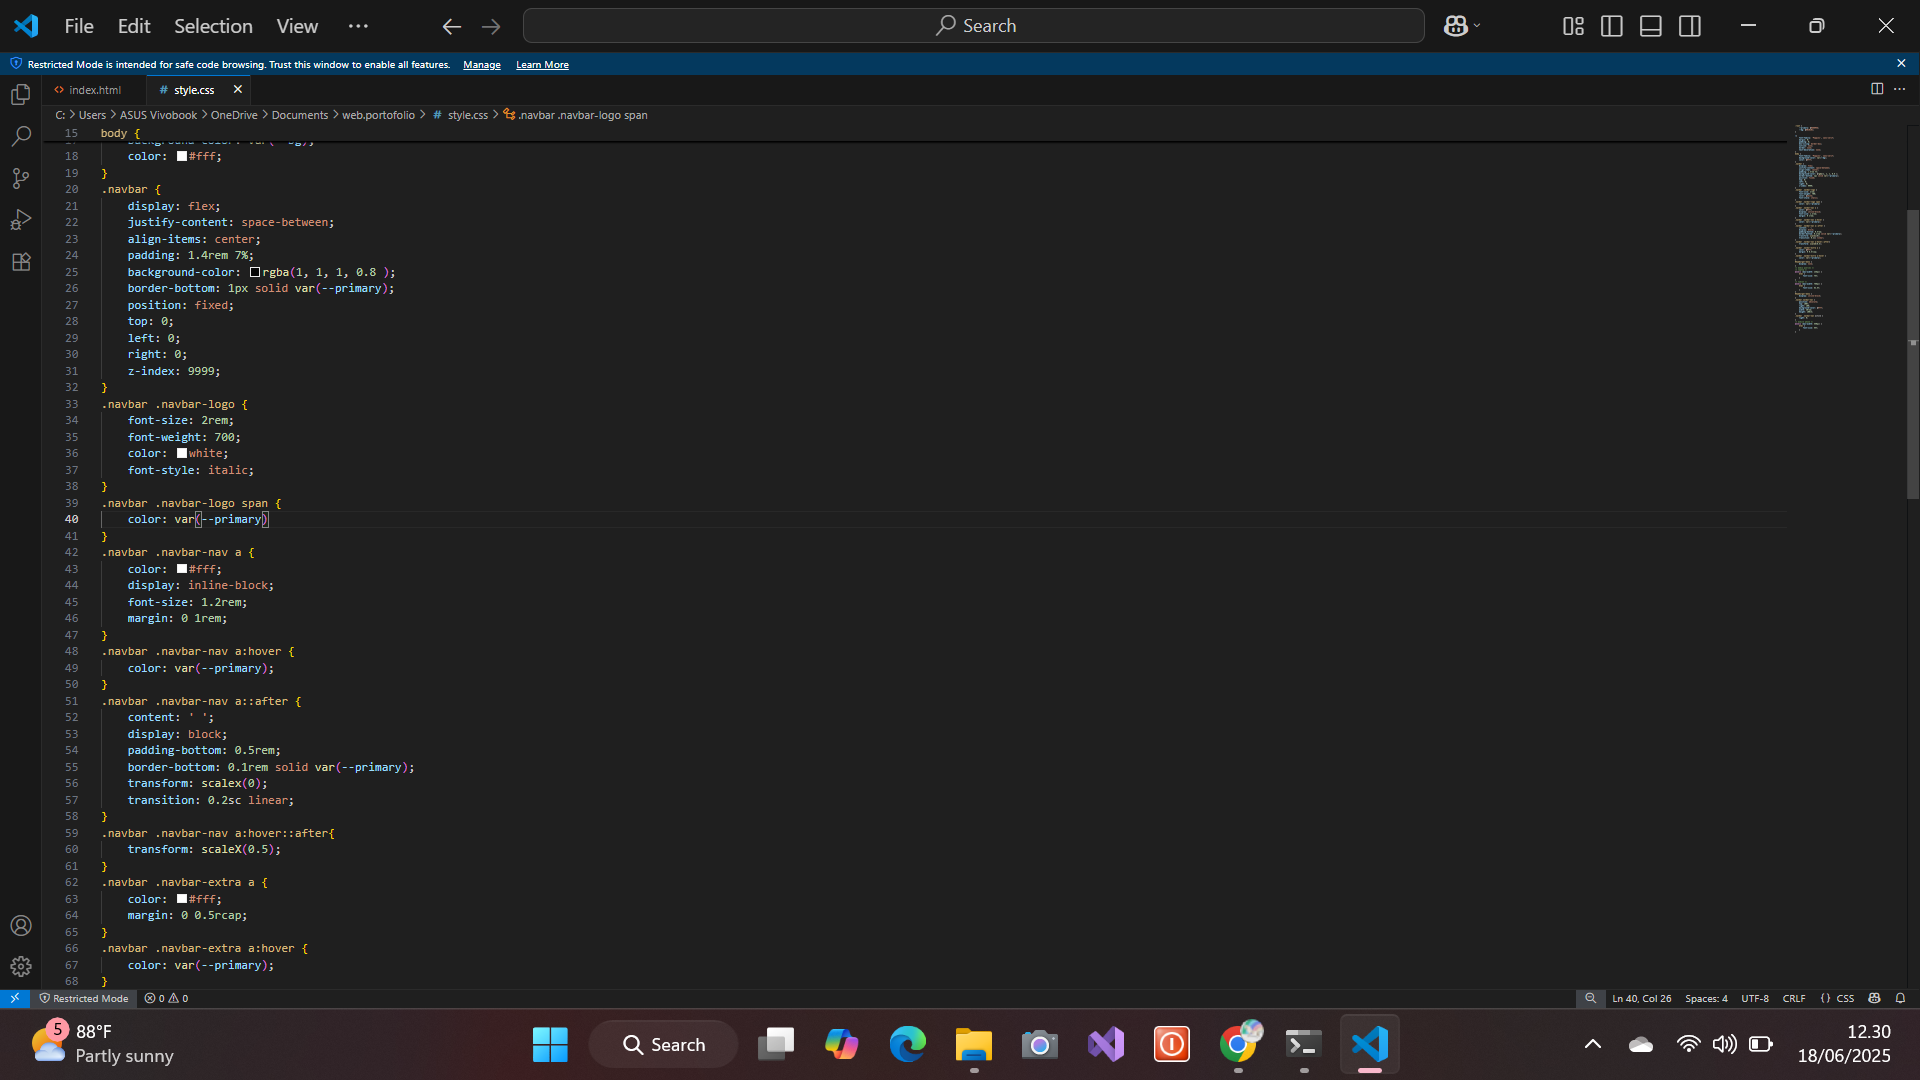 File Edit Selection View ··· Search
Restricted Mode is intended for safe code browsing. Trust this window to enable all features. Manage Learn More
index.html # style.css
C: > Users > ASUS Vivobook > OneDrive > Documents > web.portofolio > # style.css > .navbar .navbar-logo span
15 body {
18 color: #fff;
19 }
20 .navbar {
21 display: flex;
22 justify-content: space-between;
23 align-items: center;
24 padding: 1.4rem 7%;
25 background-color: rgba(1, 1, 1, 0.8 );
26 border-bottom: 1px solid var(--primary);
27 position: fixed;
28 top: 0;
29 left: 0;
30 right: 0;
31 z-index: 9999;
32 }
33 .navbar .navbar-logo {
34 font-size: 2rem;
35 font-weight: 700;
36 color: white;
37 font-style: italic;
38 }
39 .navbar .navbar-logo span {
40 color: var(--primary)
41 }
42 .navbar .navbar-nav a {
43 color: #fff;
44 display: inline-block;
45 font-size: 1.2rem;
46 margin: 0 1rem;
47 }
48 .navbar .navbar-nav a:hover {
49 color: var(--primary);
50 }
51 .navbar .navbar-nav a::after {
52 content: ' ';
53 display: block;
54 padding-bottom: 0.5rem;
55 border-bottom: 0.1rem solid var(--primary);
56 transform: scalex(0);
57 transition: 0.2sc linear;
58 }
59 .navbar .navbar-nav a:hover::after{
60 transform: scaleX(0.5);
61 }
62 .navbar .navbar-extra a {
63 color: #fff;
64 margin: 0 0.5rcap;
65 }
66 .navbar .navbar-extra a:hover {
67 color: var(--primary);
68 }
Restricted Mode 0 0 Ln 40, Col 26 Spaces: 4 UTF-8 CRLF {} CSS
5 88°F
Partly sunny
Search
12.30
18/06/2025